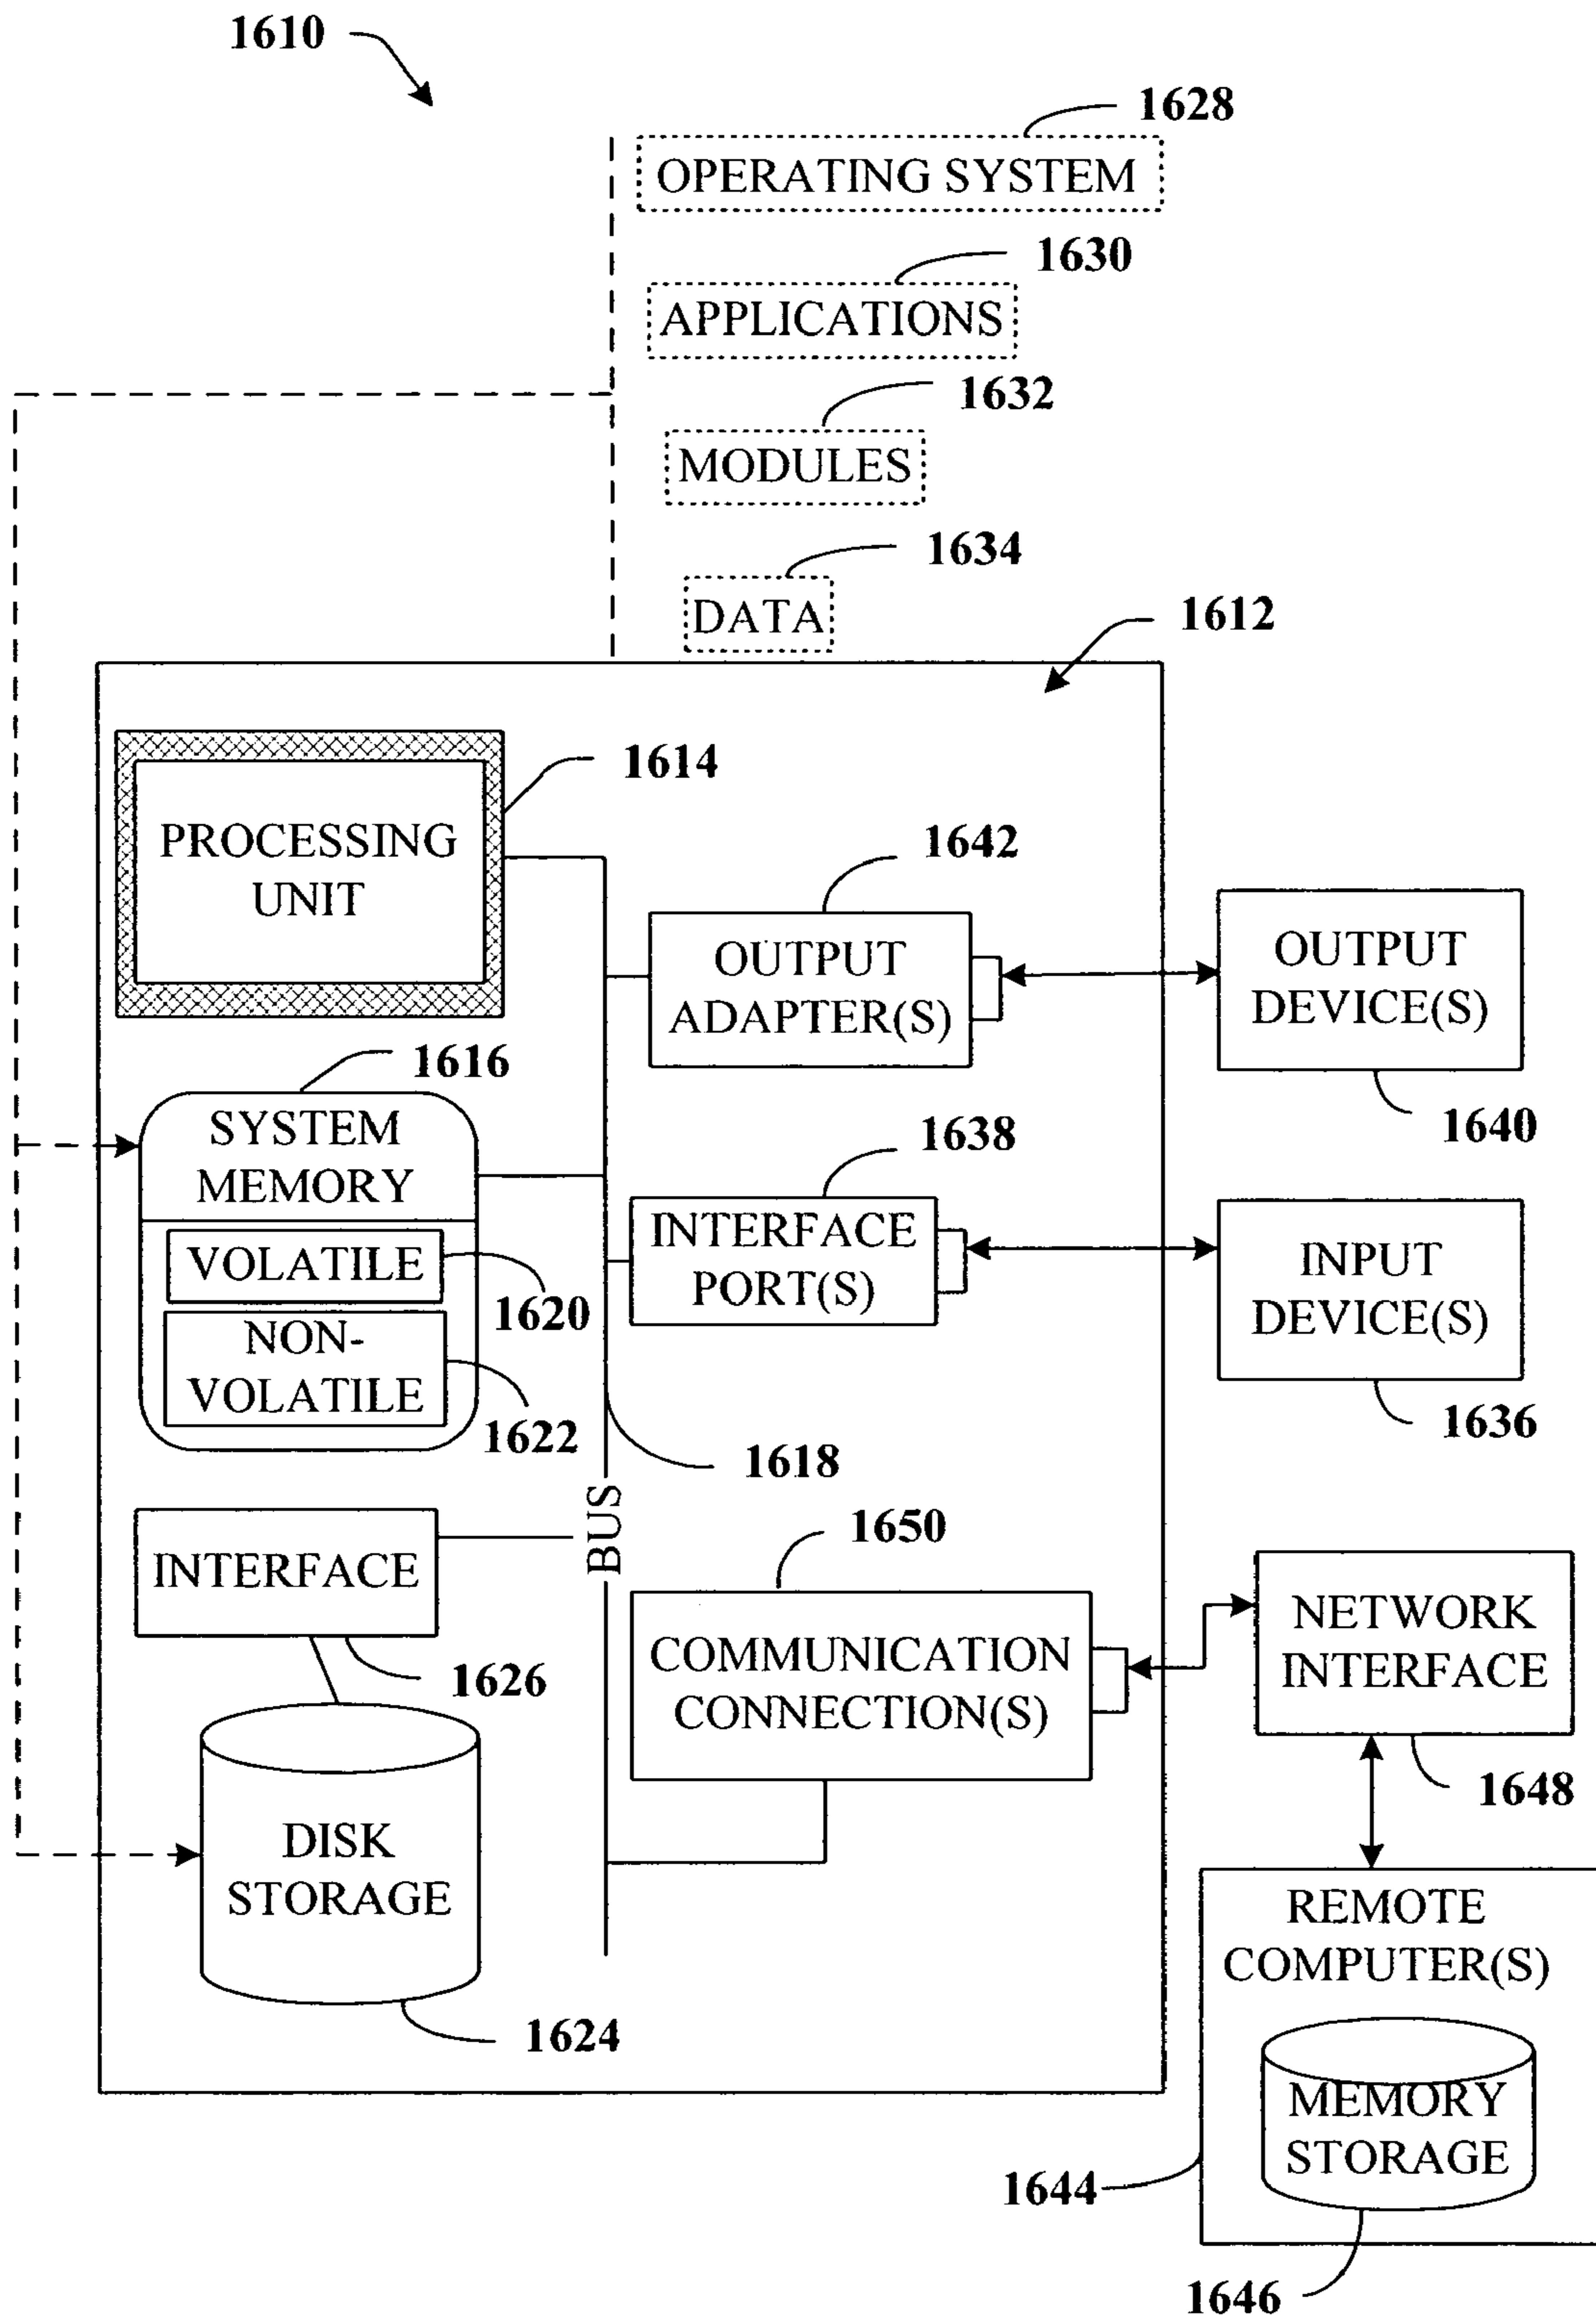 1610
1628
OPERATING SYSTEM
1630
APPLICATIONS
1632
MODULES
1634
DATA
1612
1614
PROCESSING
UNIT
1642
OUTPUT
ADAPTER(S)
OUTPUT
DEVICE(S)
1640
1616
SYSTEM
MEMORY
VOLATILE
1620
NON-
VOLATILE
1622
1638
INTERFACE
PORT(S)
INPUT
DEVICE(S)
1636
1618
BUS
INTERFACE
1626
1650
COMMUNICATION
CONNECTION(S)
NETWORK
INTERFACE
1648
DISK
STORAGE
1624
REMOTE
COMPUTER(S)
MEMORY
STORAGE
1644
1646